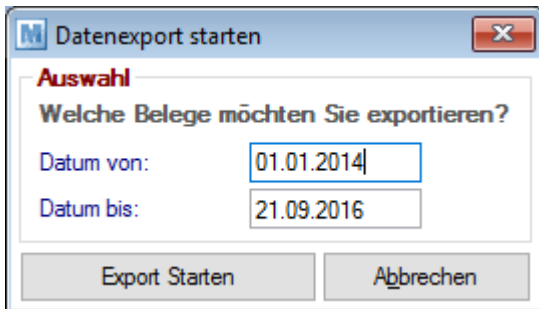 M Datenexport starten
Auswahl
Welche Belege möchten Sie exportieren?
Datum von: 01.01.2014
Datum bis: 21.09.2016
Export Starten Abbrechen